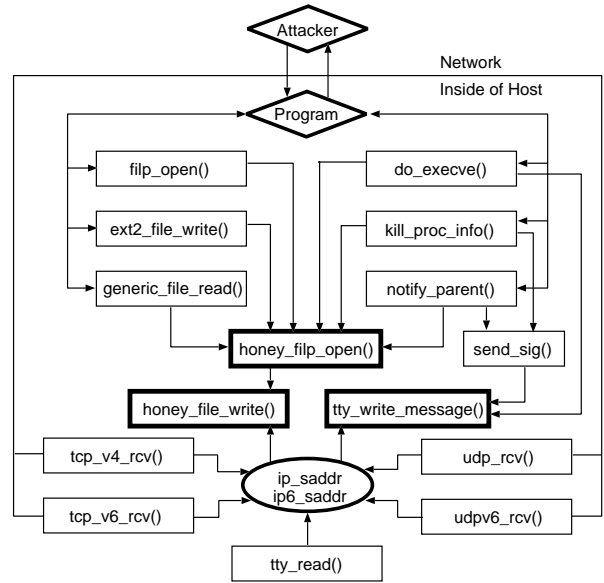 Attacker
Network
Inside of Host
Program
filp_open()
do_execve()
ext2_file_write()
kill_proc_info()
generic_file_read()
notify_parent()
honey_filp_open()
send_sig()
honey_file_write()
tty_write_message()
tcp_v4_rcv()
udp_rcv()
ip_saddr
ip6_saddr
tcp_v6_rcv()
udpv6_rcv()
tty_read()